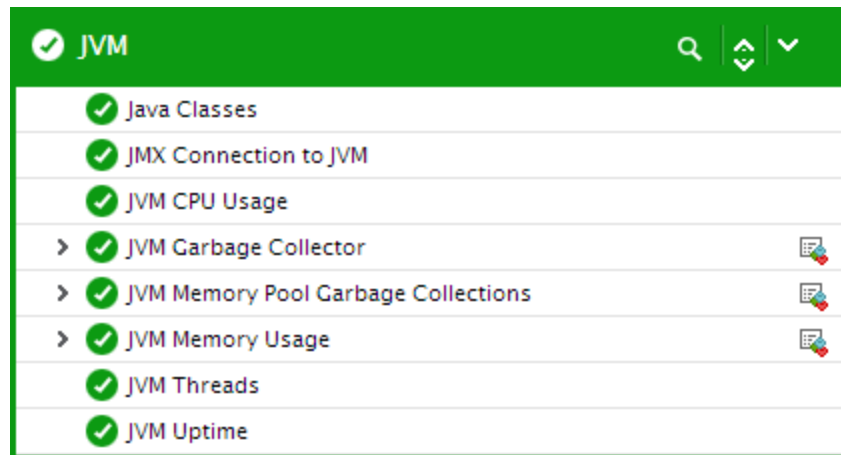 JVM
Java Classes
JMX Connection to JVM
JVM CPU Usage
JVM Garbage Collector
JVM Memory Pool Garbage Collections
JVM Memory Usage
JVM Threads
JVM Uptime